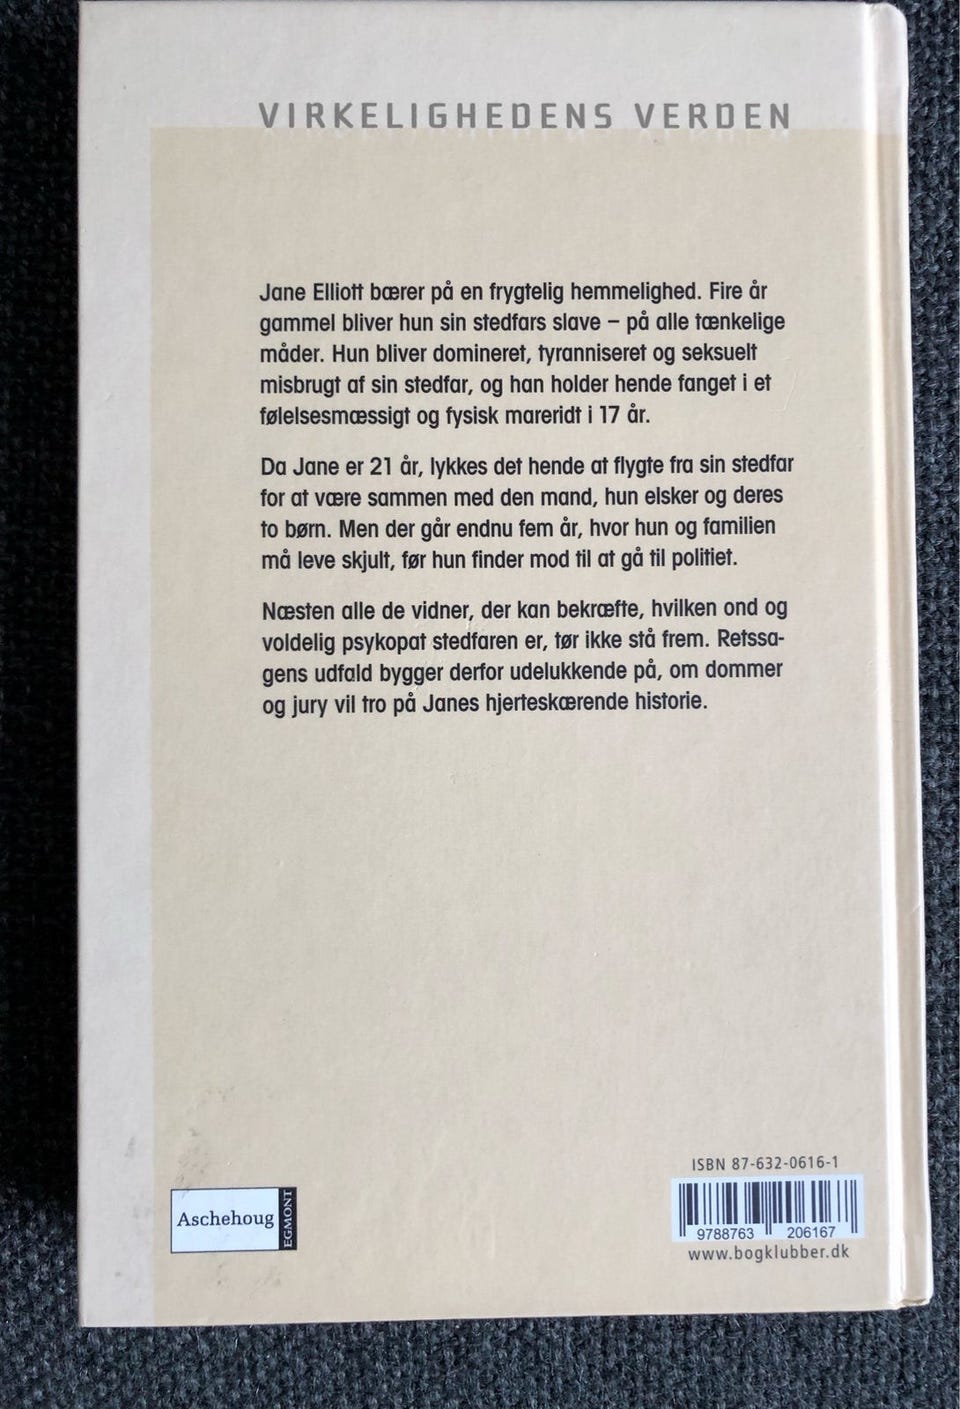 VIRKELIGHEDENS VERDEN
Jane Elliott bærer på en frygtelig hemmelighed. Fire år
gammel bliver hun sin stedfars slave – på alle tænkelige
måder. Hun bliver domineret, tyranniseret og seksuelt
misbrugt af sin stedfar, og han holder hende fanget i et
følelsesmæssigt og fysisk mareridt i 17 år.
Da Jane er 21 år, lykkes det hende at flygte fra sin stedfar
for at være sammen med den mand, hun elsker og deres
to børn. Men der går endnu fem år, hvor hun og familien
må leve skjult, før hun finder mod til at gå til politiet.
Næsten alle de vidner, der kan bekræfte, hvilken ond og
voldelig psykopat stedfaren er, tør ikke stå frem. Retssa-
gens udfald bygger derfor udelukkende på, om dommer
og jury vil tro på Janes hjerteskærende historie.
ISBN 87-632-0616-1
Aschehoug
EGMONT
9788763 206167
www.bogklubber.dk